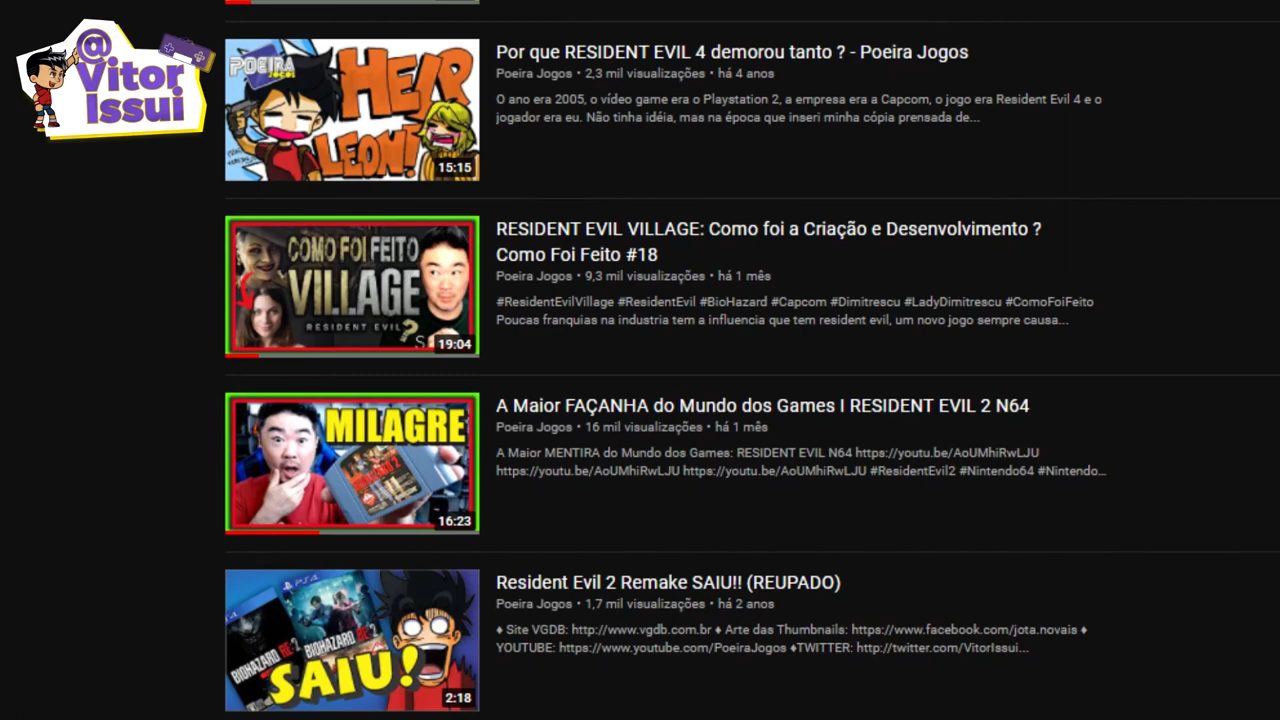 @
Vitor
Issui
POEIRA
JOGOS
HELP
LEON!
15:15
Por que RESIDENT EVIL 4 demorou tanto ? - Poeira Jogos
Poeira Jogos • 2,3 mil visualizações • há 4 anos
O ano era 2005, o vídeo game era o Playstation 2, a empresa era a Capcom, o jogo era Resident Evil 4 e o
jogador era eu. Não tinha idéia, mas na época que inseri minha cópia prensada de...
COMO FOI FEITO
VILLAGE
RESIDENT EVIL
?
19:04
RESIDENT EVIL VILLAGE: Como foi a Criação e Desenvolvimento ?
Como Foi Feito #18
Poeira Jogos • 9,3 mil visualizações • há 1 mês
#ResidentEvilVillage #ResidentEvil #BioHazard #Capcom #Dimitrescu #LadyDimitrescu #ComoFoiFeito
Poucas franquias na industria tem a influencia que tem resident evil, um novo jogo sempre causa...
MILAGRE
16:23
A Maior FAÇANHA do Mundo dos Games I RESIDENT EVIL 2 N64
Poeira Jogos • 16 mil visualizações • há 1 mês
A Maior MENTIRA do Mundo dos Games: RESIDENT EVIL N64 https://youtu.be/AoUMhiRwLJU
https://youtu.be/AoUMhiRwLJU https://youtu.be/AoUMhiRwLJU #ResidentEvil2 #Nintendo64 #Nintendo...
PS4
BIOHAZARD RE:2
BIOHAZARD RE:2
SAIU!
2:18
Resident Evil 2 Remake SAIU!! (REUPADO)
Poeira Jogos • 1,7 mil visualizações • há 2 anos
♦ Site VGDB: http://www.vgdb.com.br ♦ Arte das Thumbnails: https://www.facebook.com/jota.novais ♦
YOUTUBE: https://www.youtube.com/PoeiraJogos ♦TWITTER: http://twitter.com/VitorIssui...